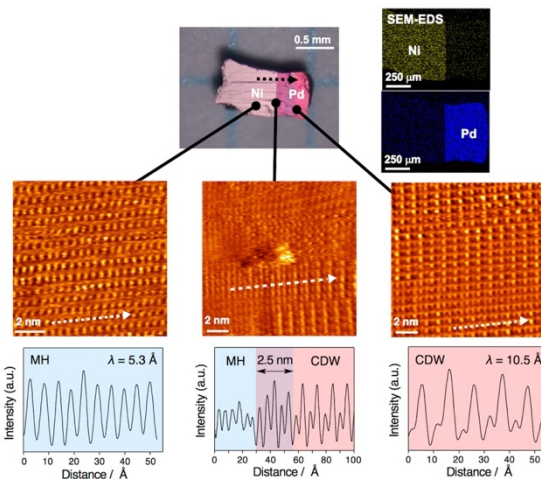 0.5 mm
Ni
Pd
SEM-EDS
Ni
250 μm
Pd
250 μm
2 nm
2 nm
2 nm
MH
λ = 5.3 Å
Intensity (a.u.)
0 10 20 30 40 50
Distance / Å
MH
2.5 nm
CDW
Intensity (a.u.)
0 20 40 60 80 100
Distance / Å
CDW
λ = 10.5 Å
Intensity (a.u.)
0 10 20 30 40 50
Distance / Å